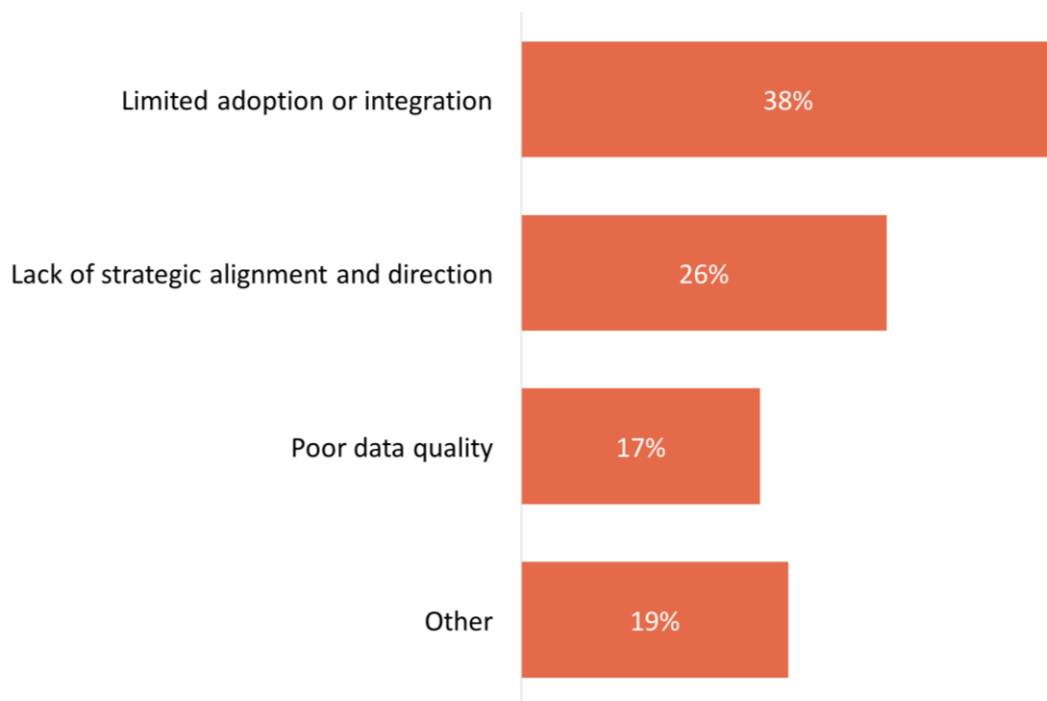 Limited adoption or integration
38%
Lack of strategic alignment and direction
26%
Poor data quality
17%
Other
19%